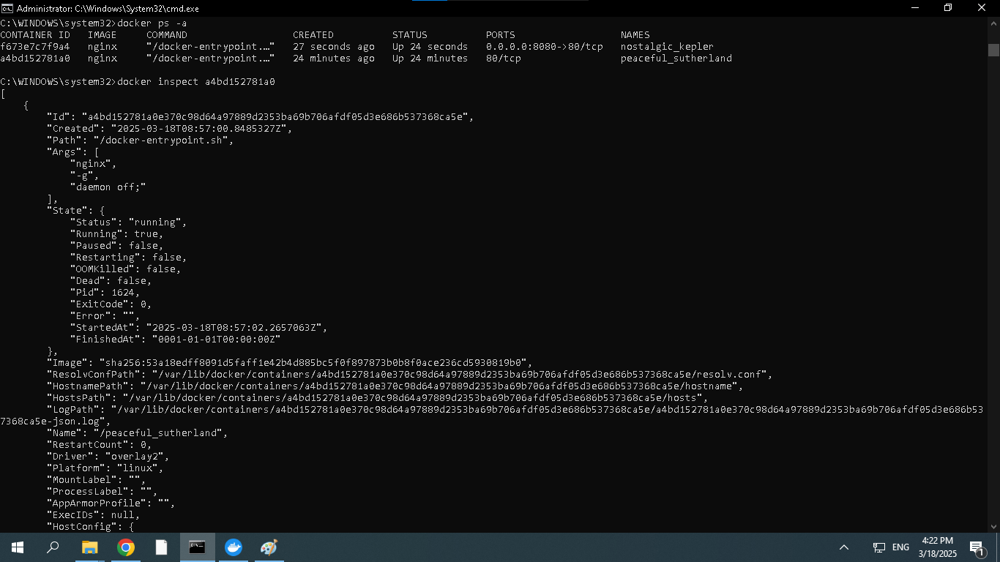 Administrator: C:\Windows\System32\cmd.exe
C:\WINDOWS\system32>docker ps -a
CONTAINER ID   IMAGE     COMMAND                  CREATED          STATUS          PORTS                  NAMES
f673e7c7f9a4   nginx     "/docker-entrypoint.…"   27 seconds ago   Up 24 seconds   0.0.0.0:8080->80/tcp   nostalgic_kepler
a4bd152781a0   nginx     "/docker-entrypoint.…"   24 minutes ago   Up 24 minutes   80/tcp                 peaceful_sutherland
C:\WINDOWS\system32>docker inspect a4bd152781a0
[
    {
        "Id": "a4bd152781a0e370c98d64a97889d2353ba69b706afdf05d3e686b537368ca5e",
        "Created": "2025-03-18T08:57:00.8485327Z",
        "Path": "/docker-entrypoint.sh",
        "Args": [
            "nginx",
            "-g",
            "daemon off;"
        ],
        "State": {
            "Status": "running",
            "Running": true,
            "Paused": false,
            "Restarting": false,
            "OOMKilled": false,
            "Dead": false,
            "Pid": 1624,
            "ExitCode": 0,
            "Error": "",
            "StartedAt": "2025-03-18T08:57:02.2657063Z",
            "FinishedAt": "0001-01-01T00:00:00Z"
        },
        "Image": "sha256:53a18edff8091d5faff1e42b4d885bc5f0f897873b0b8f0ace236cd5930819b0",
        "ResolvConfPath": "/var/lib/docker/containers/a4bd152781a0e370c98d64a97889d2353ba69b706afdf05d3e686b537368ca5e/resolv.conf",
        "HostnamePath": "/var/lib/docker/containers/a4bd152781a0e370c98d64a97889d2353ba69b706afdf05d3e686b537368ca5e/hostname",
        "HostsPath": "/var/lib/docker/containers/a4bd152781a0e370c98d64a97889d2353ba69b706afdf05d3e686b537368ca5e/hosts",
        "LogPath": "/var/lib/docker/containers/a4bd152781a0e370c98d64a97889d2353ba69b706afdf05d3e686b537368ca5e/a4bd152781a0e370c98d64a97889d2353ba69b706afdf05d3e686b53
7368ca5e-json.log",
        "Name": "/peaceful_sutherland",
        "RestartCount": 0,
        "Driver": "overlay2",
        "Platform": "linux",
        "MountLabel": "",
        "ProcessLabel": "",
        "AppArmorProfile": "",
        "ExecIDs": null,
        "HostConfig": {
ENG
4:22 PM
3/18/2025
1